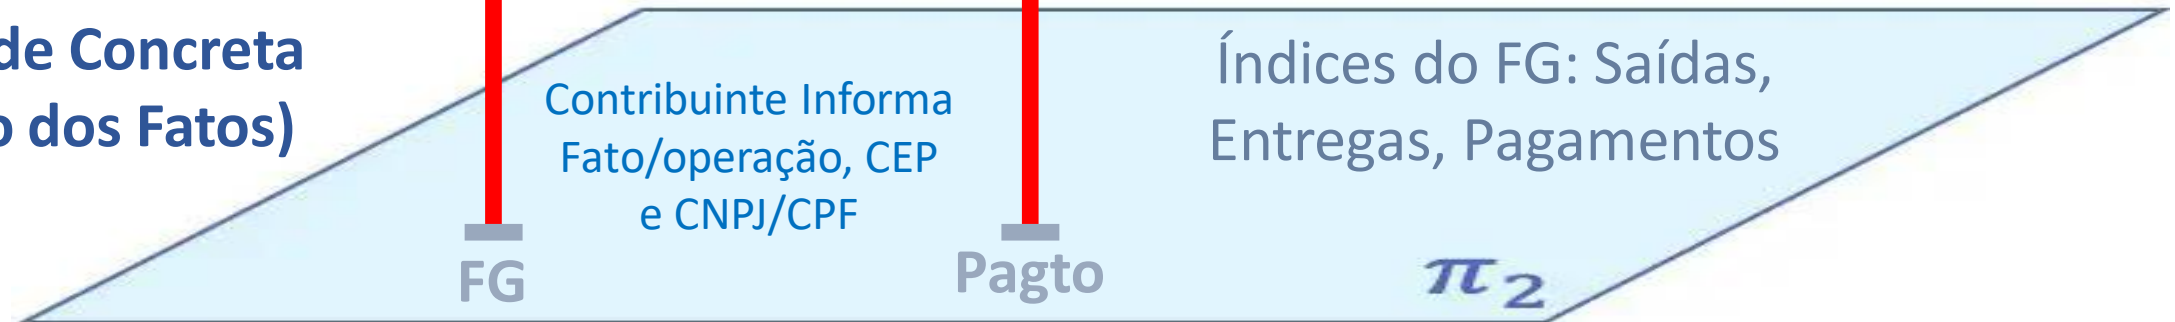 de Concreta
o dos Fatos)
Contribuinte Informa
Fato/operação, CEP
e CNPJ/CPF
Índices do FG: Saídas,
Entregas, Pagamentos
FG
Pagto
π 2